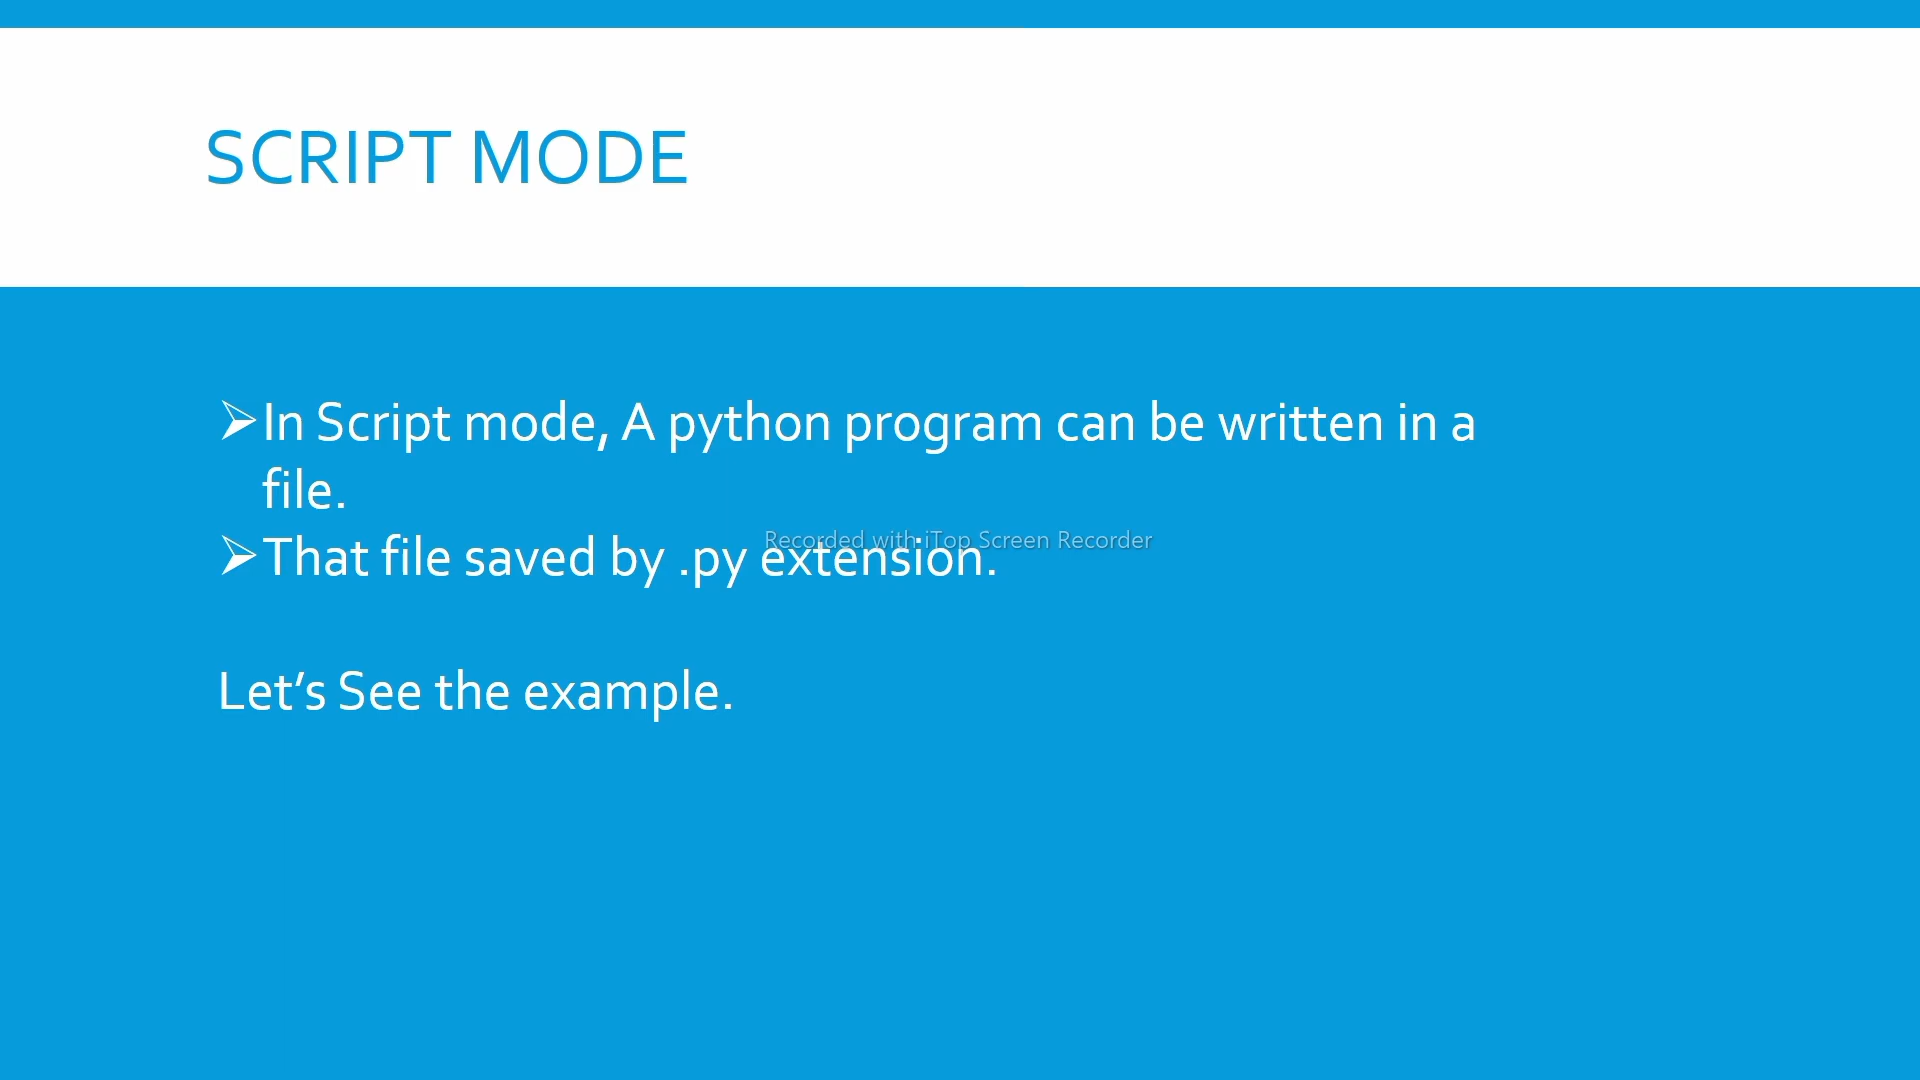 SCRIPT MODE
➢In Script mode, A python program can be written in a
file.
➢That file saved by .py extension.
Recorded with iTop Screen Recorder
Let’s See the example.